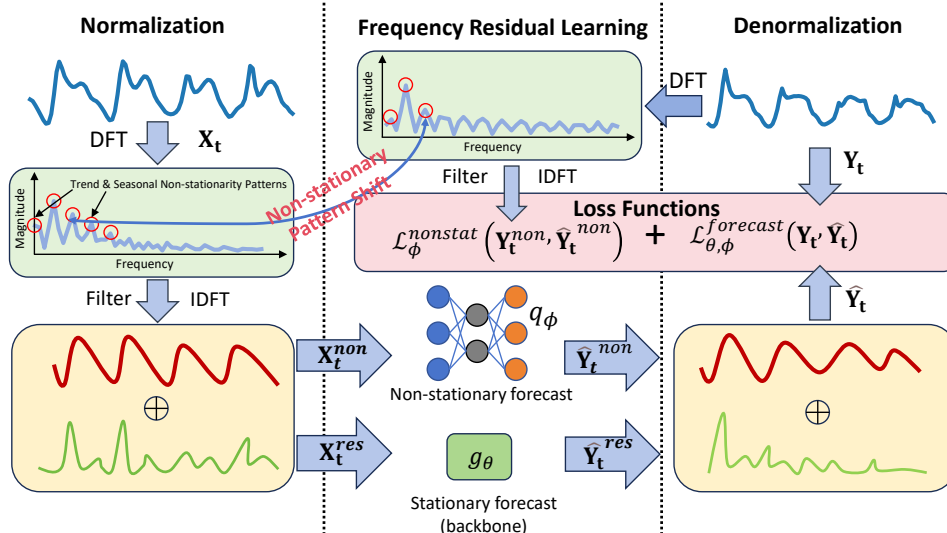 Normalization
Frequency Residual Learning
Denormalization
DFT
X_t
DFT
Magnitude
Frequency
Trend & Seasonal Non-stationarity Patterns
Magnitude
Frequency
Non-stationary
Pattern Shift
Filter
IDFT
Y_t
Loss Functions
ℒ_ϕ^{nonstat}(Y_t^{non}, Ŷ_t^{non}) + ℒ_{θ,ϕ}^{forecast}(Y_t, Ŷ_t)
Filter
IDFT
Ŷ_t
X_t^{non}
q_ϕ
Ŷ_t^{non}
Non-stationary forecast
⊕
⊕
X_t^{res}
g_θ
Ŷ_t^{res}
Stationary forecast
(backbone)